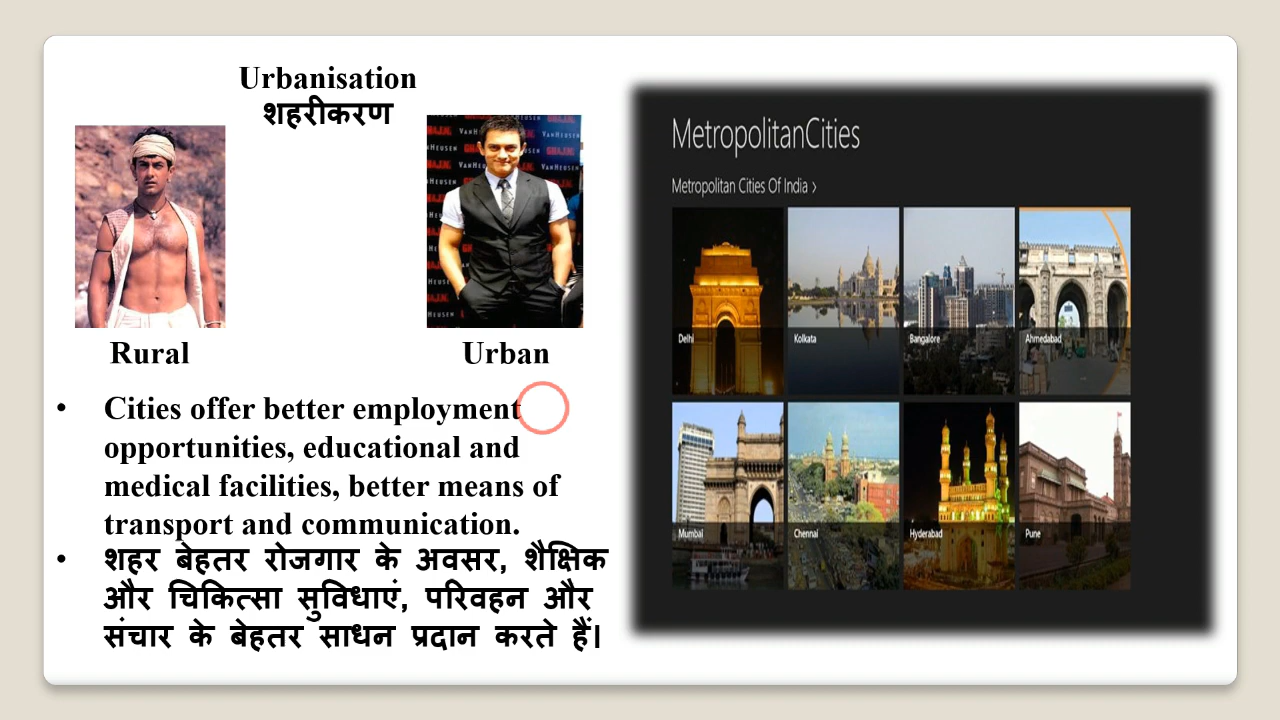 Urbanisation
शहरीकरण
Rural
Urban
• Cities offer better employment
opportunities, educational and
medical facilities, better means of
transport and communication.
• शहर बेहतर रोजगार के अवसर, शैक्षिक
और चिकित्सा सुविधाएं, परिवहन और
संचार के बेहतर साधन प्रदान करते हैं।
MetropolitanCities
Metropolitan Cities Of India ›
Delhi
Kolkata
Bangalore
Ahmedabad
Mumbai
Chennai
Hyderabad
Pune
VAN HEUSEN